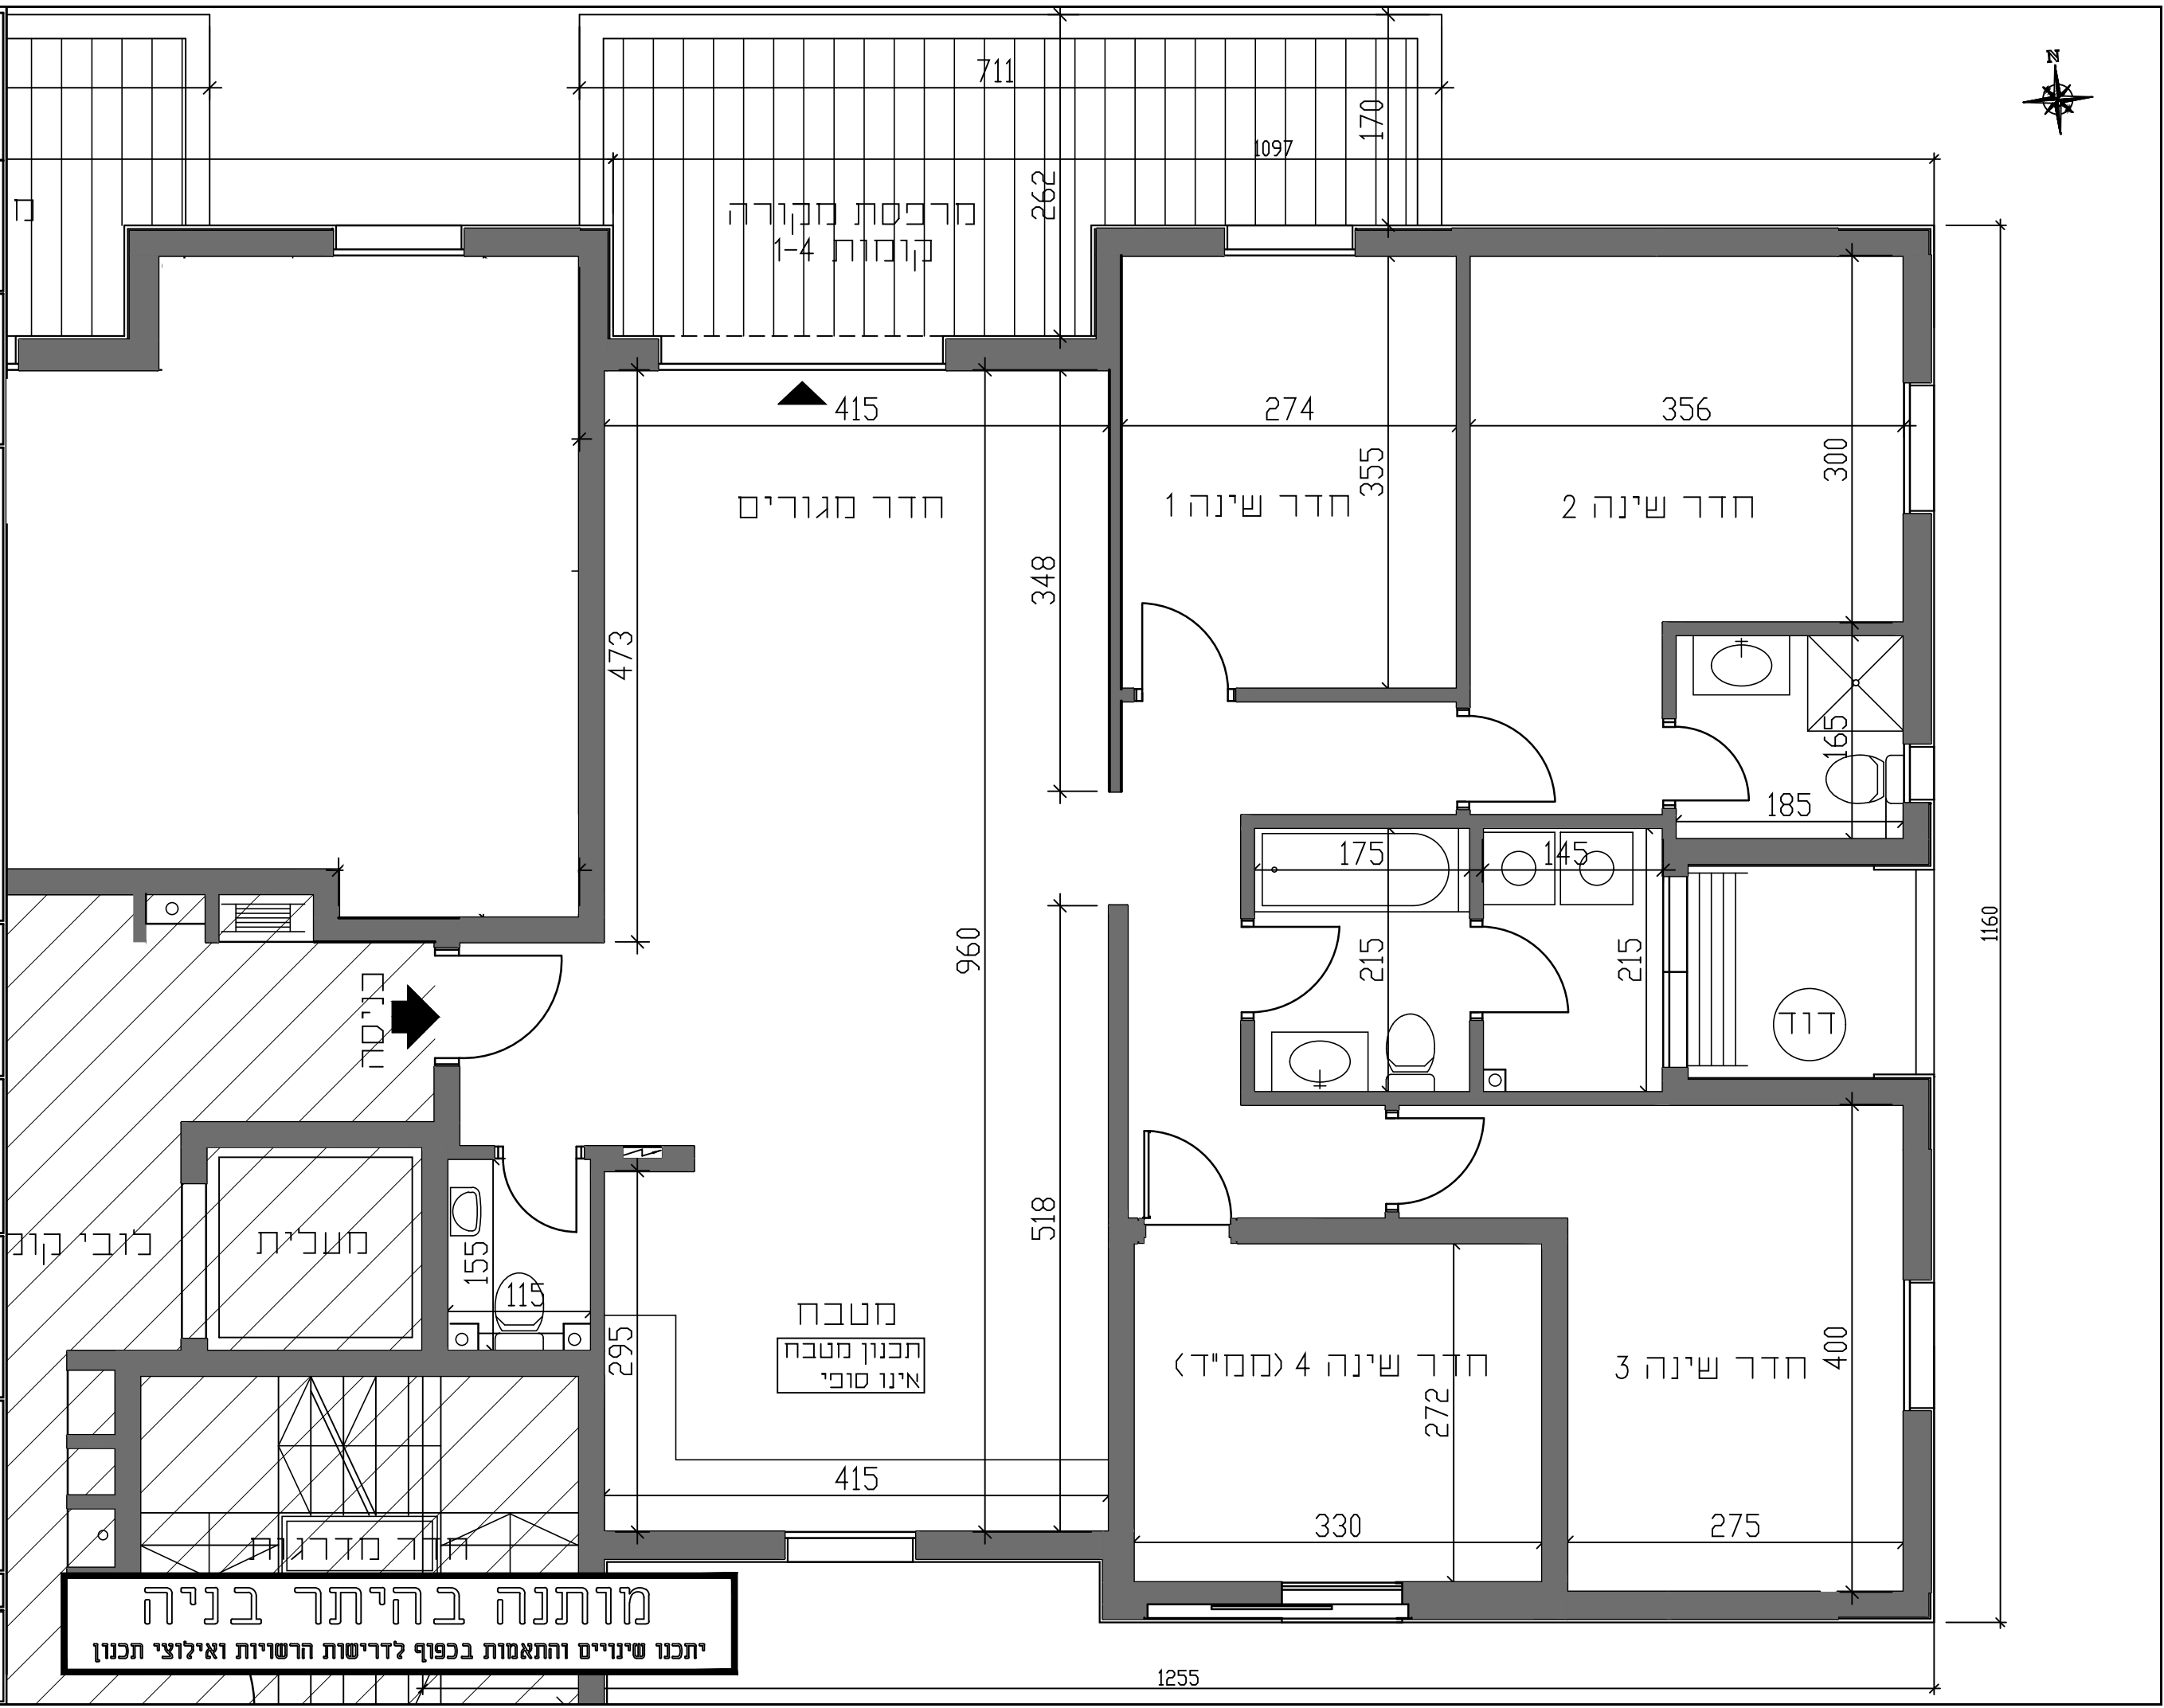 N
711
170
1097
262
מ
מרפסת מקורה
קומות 1-4
415
274
356
300
355
חדר מגורים
חדר שינה 1
חדר שינה 2
348
473
165
185
175
145
960
215
215
1160
כניסה
דוד
518
155
115
לובי קומ
מעלית
מטבח
תכנון מטבח
אינו סופי
295
חדר שינה 4 (ממ"ד)
חדר שינה 3
400
272
415
330
275
חדר מדרגות
מותנה בהיתר בניה
יתכנו שינויים והתאמות בכפוף לדרישות הרשויות ואילוצי תכנון
1255